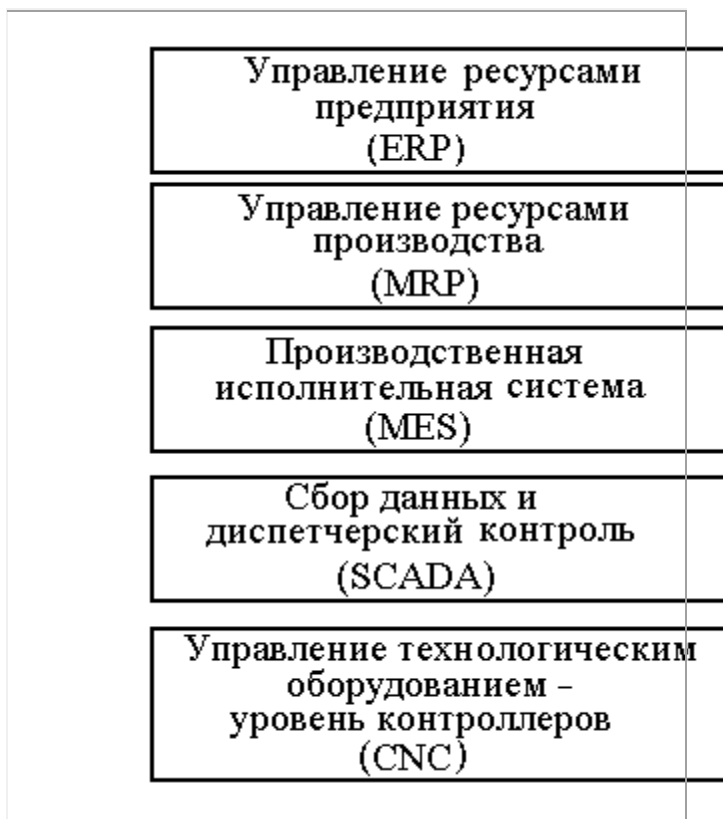 Управление ресурсами
предприятия
(ERP)
Управление ресурсами
производства
(MRP)
Производственная
исполнительная система
(MES)
Сбор данных и
диспетчерский контроль
(SCADA)
Управление технологическим
оборудованием –
уровень контроллеров
(CNC)